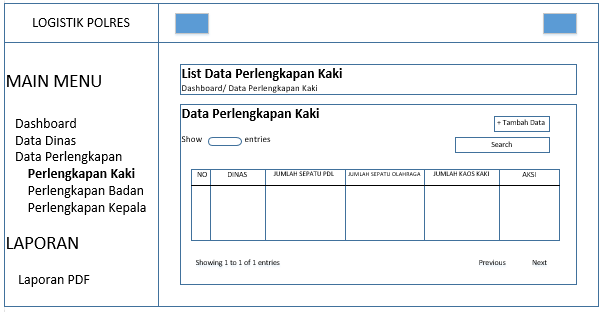 LOGISTIK POLRES
MAIN MENU
Dashboard
Data Dinas
Data Perlengkapan
Perlengkapan Kaki
Perlengkapan Badan
Perlengkapan Kepala
LAPORAN
Laporan PDF
List Data Perlengkapan Kaki
Dashboard/ Data Perlengkapan Kaki
Data Perlengkapan Kaki
+ Tambah Data
Show entries
Search
NO DINAS JUMLAH SEPATU PDL JUMLAH SEPATU OLAHRAGA JUMLAH KAOS KAKI AKSI
Showing 1 to 1 of 1 entries Previous Next